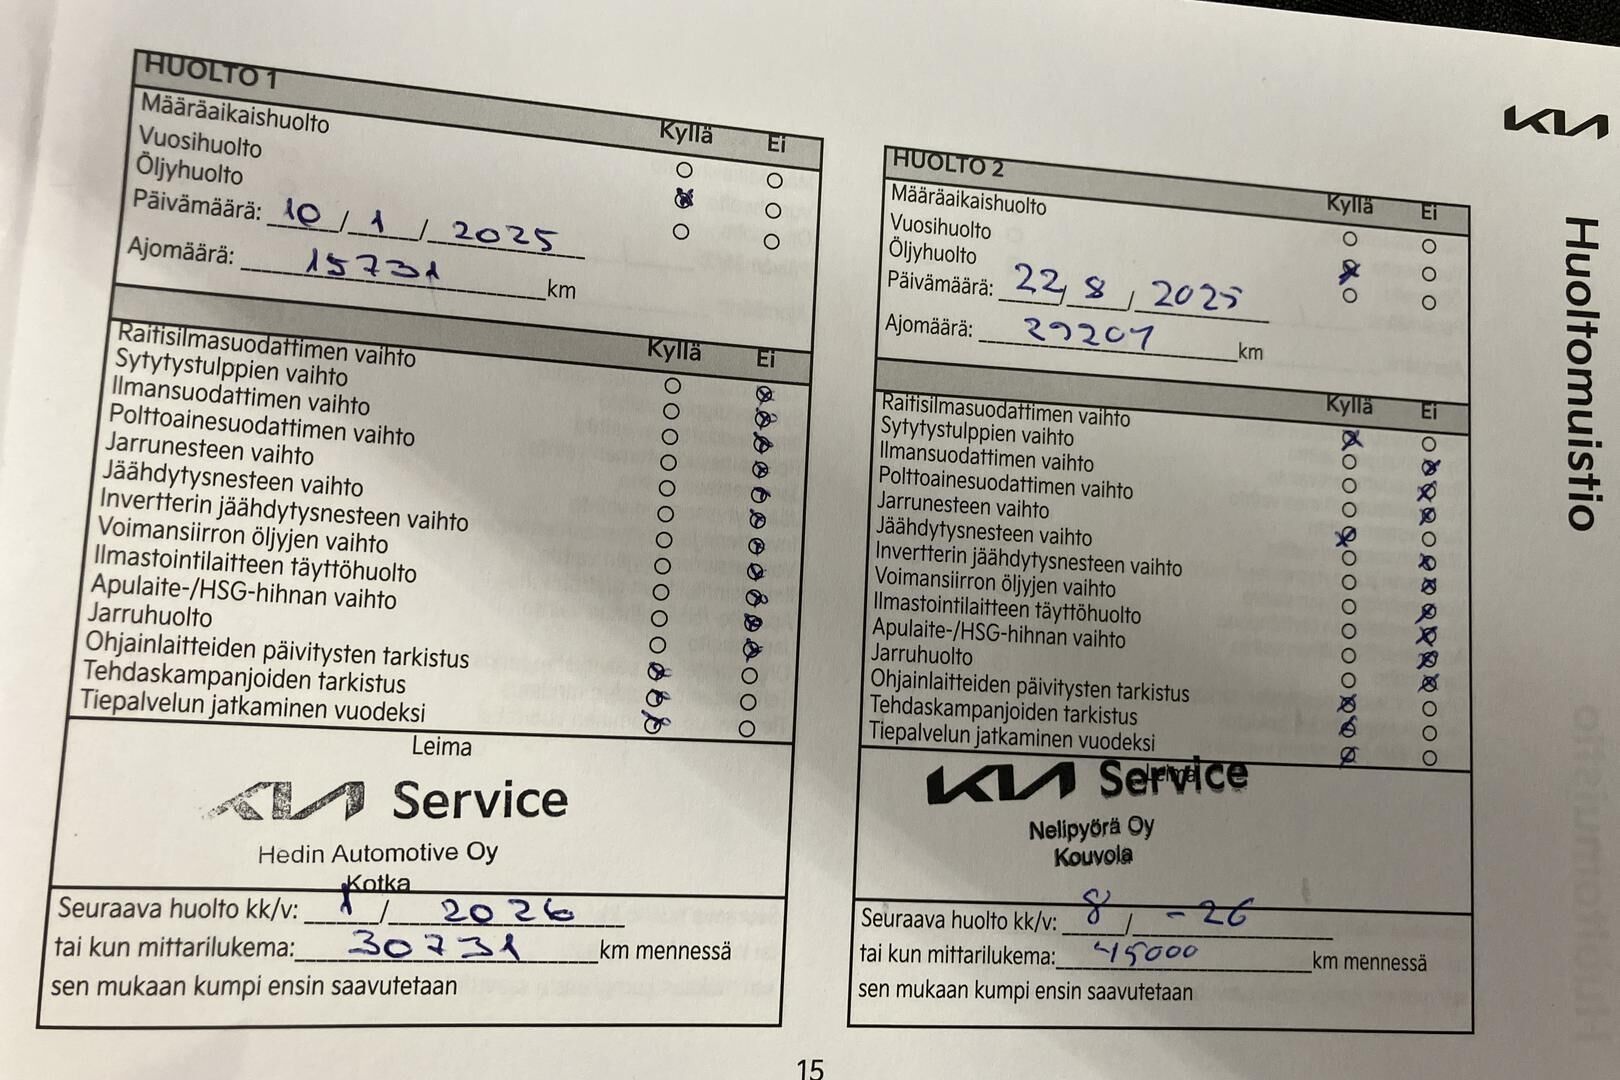 HUOLTO 1
Kyllä Ei
Määräaikaishuolto
Vuosihuolto
Öljyhuolto
Päivämäärä: 10 / 1 / 2025
Ajomäärä: 15731 km
Kyllä Ei
Raitisilmasuodattimen vaihto
Sytytystulppien vaihto
Ilmansuodattimen vaihto
Polttoainesuodattimen vaihto
Jarrunesteen vaihto
Jäähdytysnesteen vaihto
Invertterin jäähdytysnesteen vaihto
Voimansiirron öljyjen vaihto
Ilmastointilaitteen täyttöhuolto
Apulaite-/HSG-hihnan vaihto
Jarruhuolto
Ohjainlaitteiden päivitysten tarkistus
Tehdaskampanjoiden tarkistus
Tiepalvelun jatkaminen vuodeksi
Leima
KIA Service
Hedin Automotive Oy
Kotka
Seuraava huolto kk/v: 1 / 2026
tai kun mittarilukema: 30731 km mennessä
sen mukaan kumpi ensin saavutetaan
HUOLTO 2
Kyllä Ei
Määräaikaishuolto
Vuosihuolto
Öljyhuolto
Päivämäärä: 22 / 8 / 2025
Ajomäärä: 29201 km
Kyllä Ei
Raitisilmasuodattimen vaihto
Sytytystulppien vaihto
Ilmansuodattimen vaihto
Polttoainesuodattimen vaihto
Jarrunesteen vaihto
Jäähdytysnesteen vaihto
Invertterin jäähdytysnesteen vaihto
Voimansiirron öljyjen vaihto
Ilmastointilaitteen täyttöhuolto
Apulaite-/HSG-hihnan vaihto
Jarruhuolto
Ohjainlaitteiden päivitysten tarkistus
Tehdaskampanjoiden tarkistus
Tiepalvelun jatkaminen vuodeksi
Leima
KIA Service
Nelipyörä Oy
Kouvola
Seuraava huolto kk/v: 8 / -26
tai kun mittarilukema: 45000 km mennessä
sen mukaan kumpi ensin saavutetaan
KIA
Huoltomuistio
15